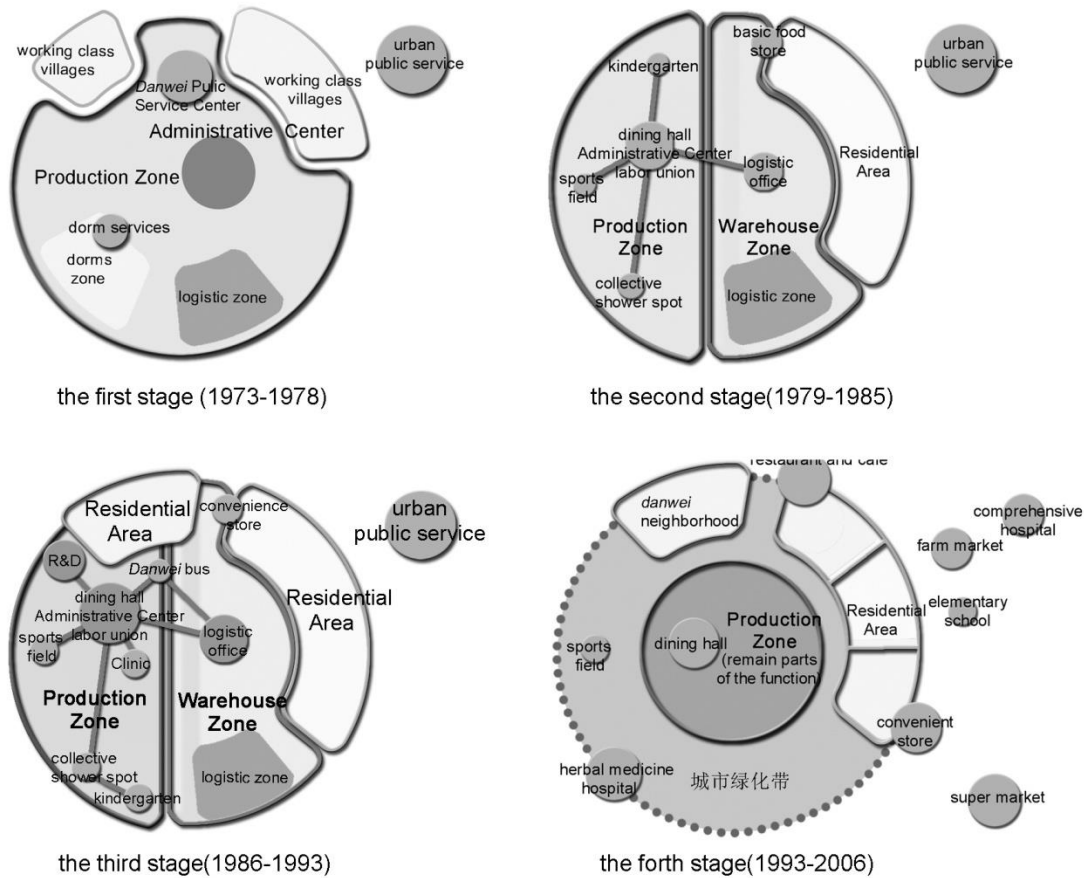 working class
villages
Danwei Pulic
Service Center
working class
villages
urban
public service
Administrative Center
Production Zone
dorm services
dorms
zone
logistic zone
the first stage (1973-1978)
basic food
store
urban
public service
kindergarten
dining hall
Administrative Center
labor union
sports
field
logistic
office
Residential
Area
Production
Zone
Warehouse
Zone
collective
shower spot
logistic zone
the second stage(1979-1985)
Residential
Area
convenience
store
urban
public service
R&D
Danwei bus
dining hall
Administrative Center
labor union
sports
field
Clinic
logistic
office
Residential
Area
Production
Zone
Warehouse
Zone
collective
shower spot
kindergarten
logistic zone
the third stage(1986-1993)
restaurant and cafe
danwei
neighborhood
comprehensive
hospital
farm market
elementary
school
Residential
Area
sports
field
dining hall
Production
Zone
(remain parts
of the function)
convenient
store
herbal medicine
hospital
城市绿化带
super market
the forth stage(1993-2006)